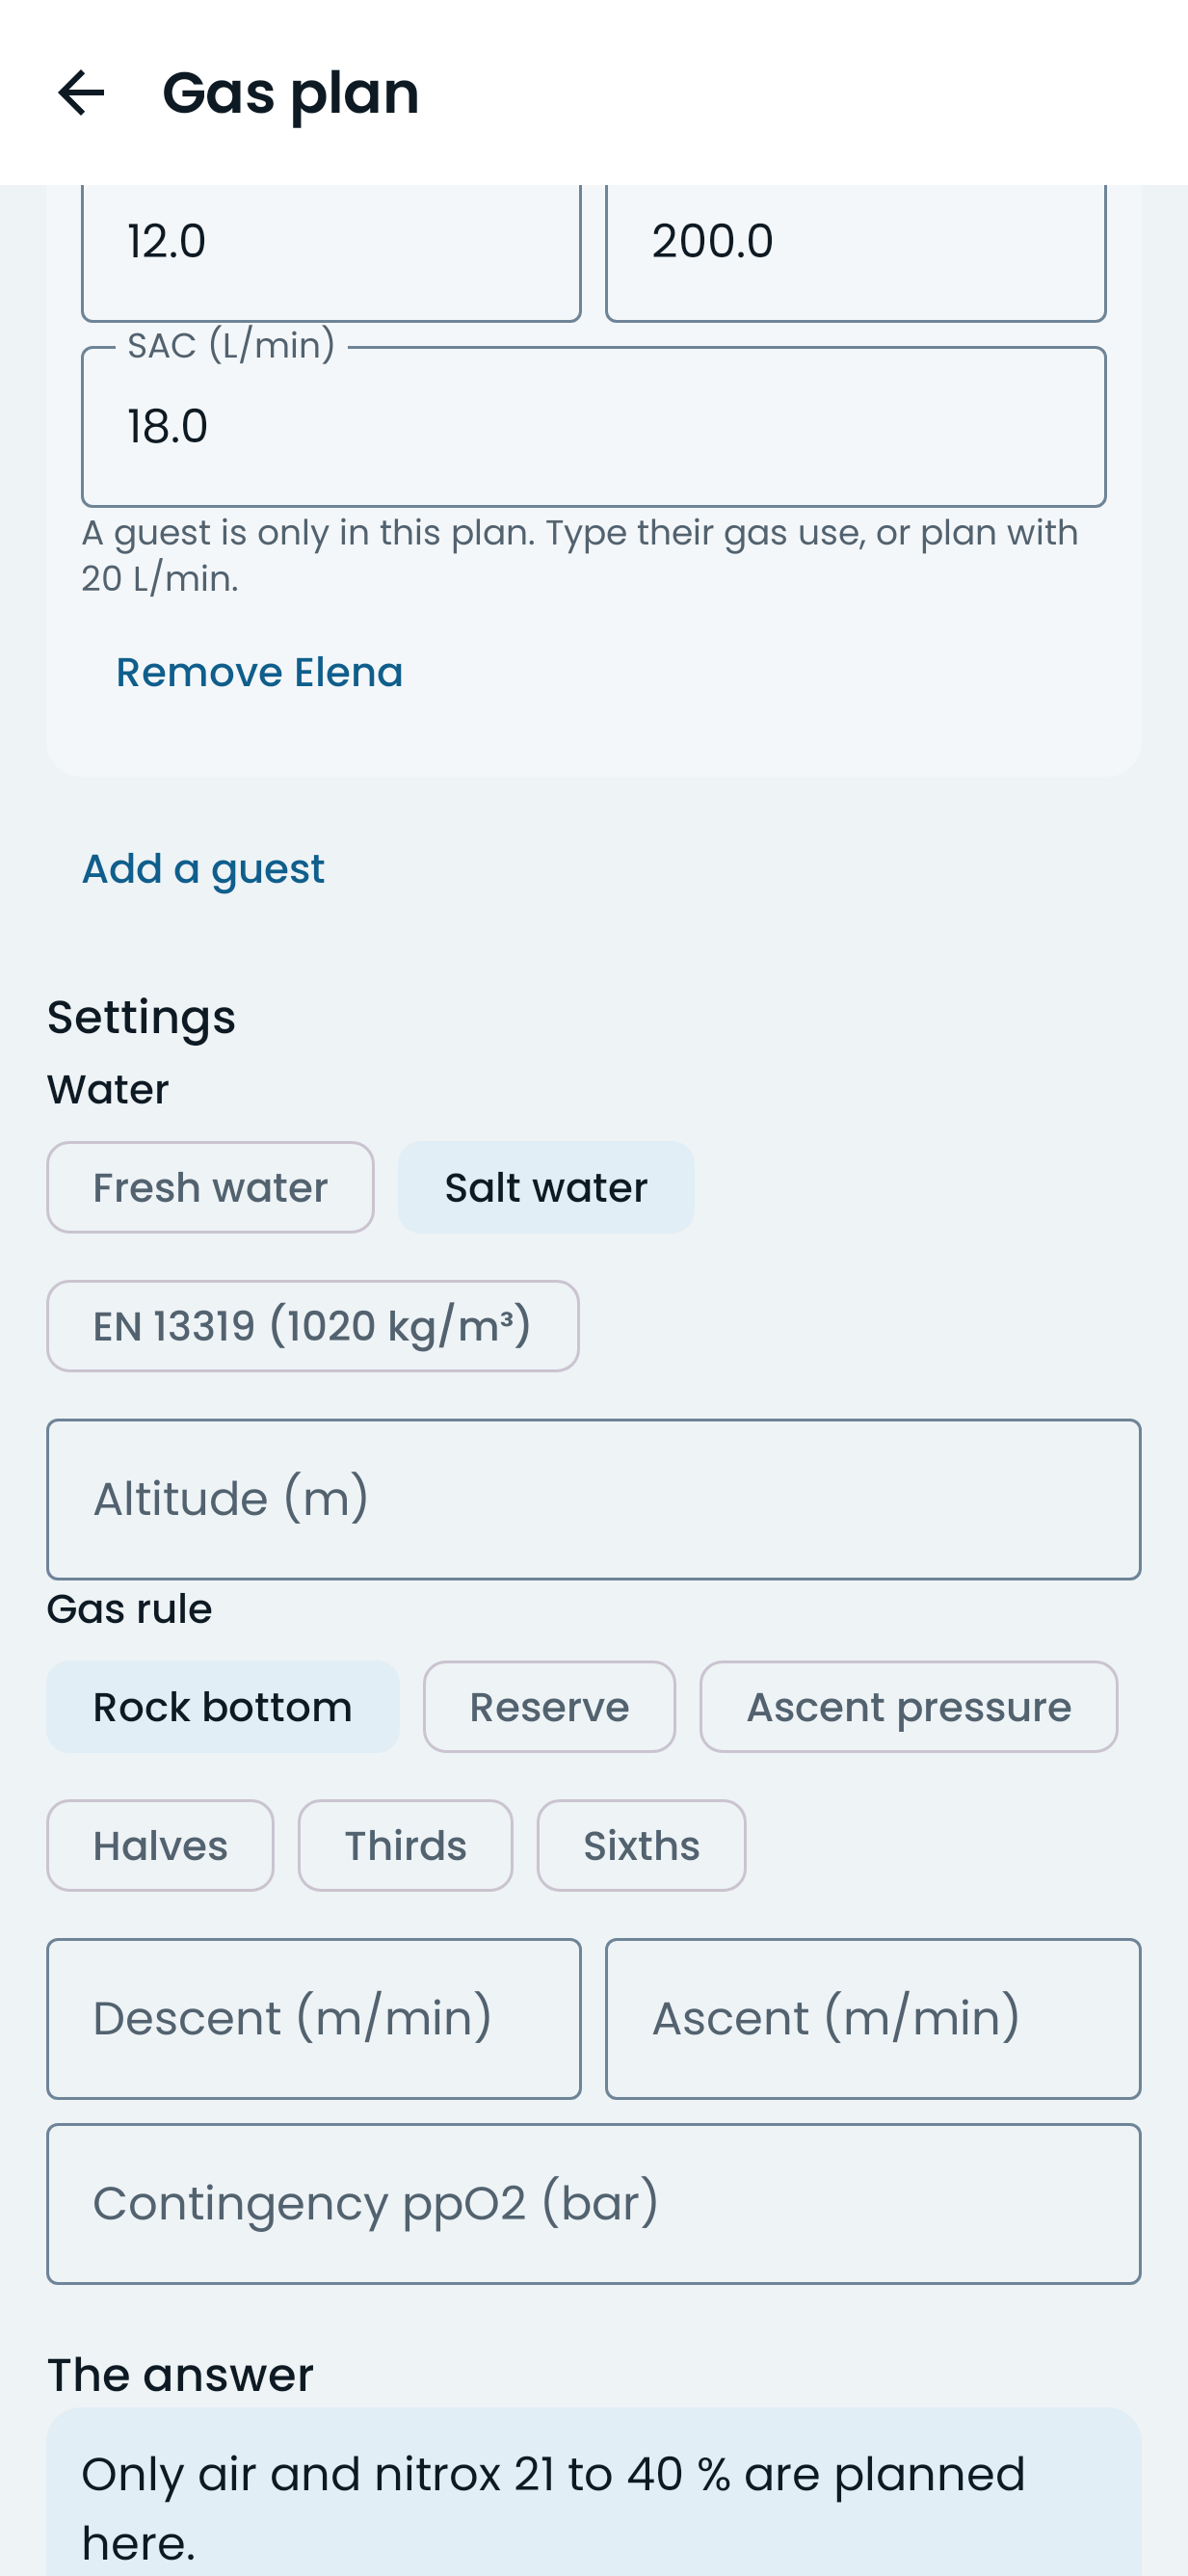 Gas plan
12.0
200.0
SAC (L/min)
18.0
A guest is only in this plan. Type their gas use, or plan with
20 L/min.
Remove Elena
Add a guest
Settings
Water
Fresh water
Salt water
EN 13319 (1020 kg/m³)
Altitude (m)
Gas rule
Rock bottom
Reserve
Ascent pressure
Halves
Thirds
Sixths
Descent (m/min)
Ascent (m/min)
Contingency ppO2 (bar)
The answer
Only air and nitrox 21 to 40 % are planned
here.